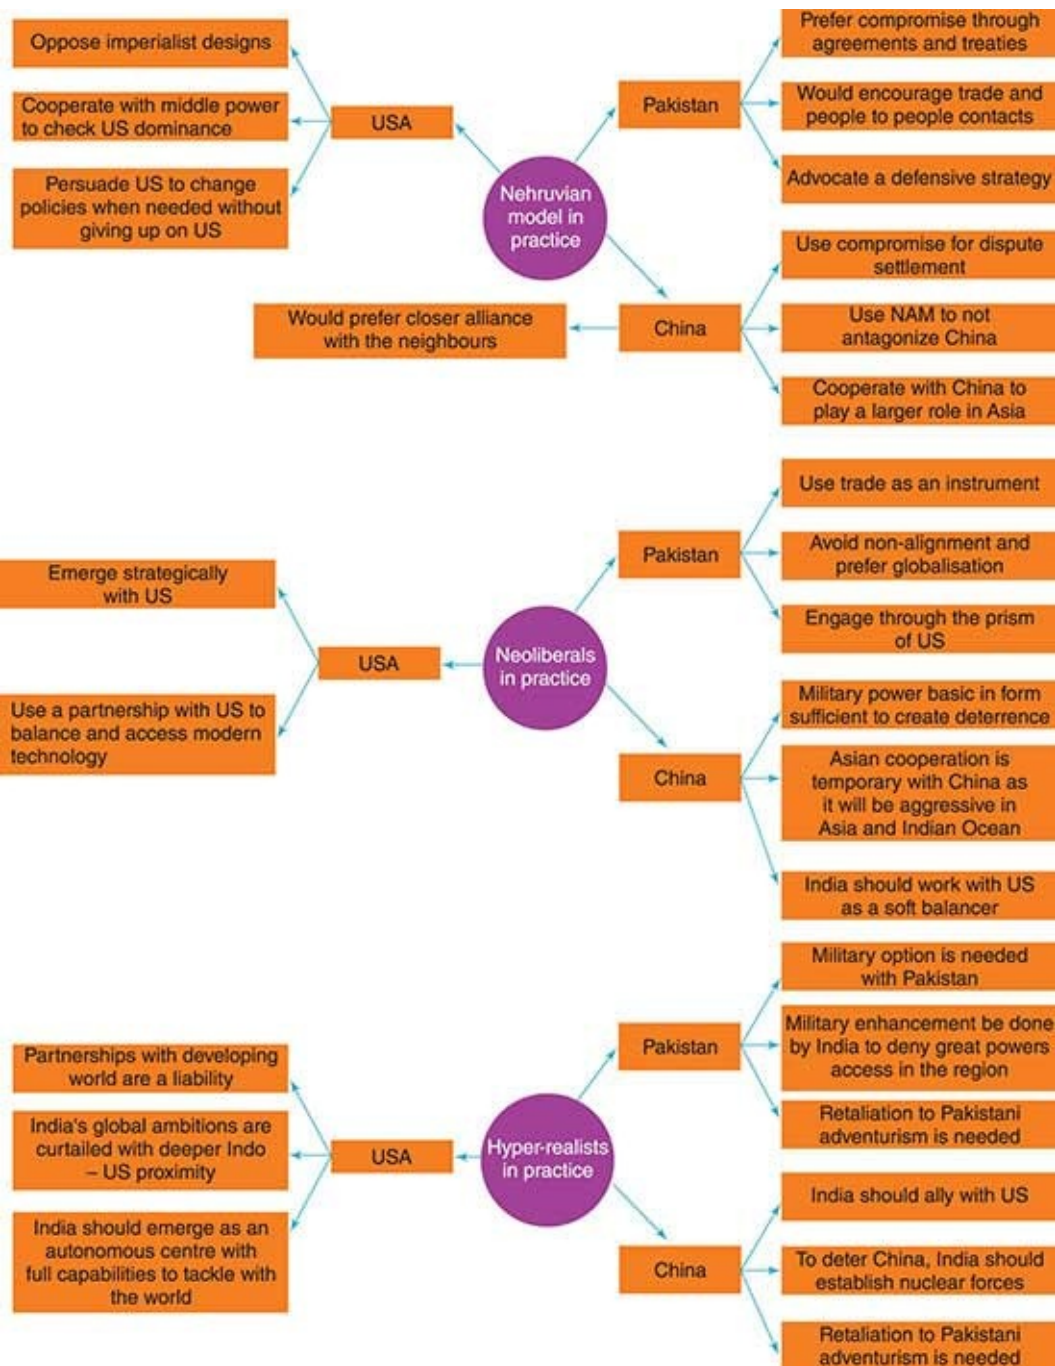 Oppose imperialist designs
Cooperate with middle power
to check US dominance
Persuade US to change
policies when needed without
giving up on US
USA
Nehruvian
model in
practice
Pakistan
Prefer compromise through
agreements and treaties
Would encourage trade and
people to people contacts
Advocate a defensive strategy
Would prefer closer alliance
with the neighbours
China
Use compromise for dispute
settlement
Use NAM to not
antagonize China
Cooperate with China to
play a larger role in Asia
Emerge strategically
with US
Use a partnership with US to
balance and access modern
technology
USA
Neoliberals
in practice
Pakistan
Use trade as an instrument
Avoid non-alignment and
prefer globalisation
Engage through the prism
of US
China
Military power basic in form
sufficient to create deterrence
Asian cooperation is
temporary with China as
it will be aggressive in
Asia and Indian Ocean
India should work with US
as a soft balancer
Partnerships with developing
world are a liability
India's global ambitions are
curtailed with deeper Indo
– US proximity
India should emerge as an
autonomous centre with
full capabilities to tackle with
the world
USA
Hyper-realists
in practice
Pakistan
Military option is needed
with Pakistan
Military enhancement be done
by India to deny great powers
access in the region
Retaliation to Pakistani
adventurism is needed
China
India should ally with US
To deter China, India should
establish nuclear forces
Retaliation to Pakistani
adventurism is needed